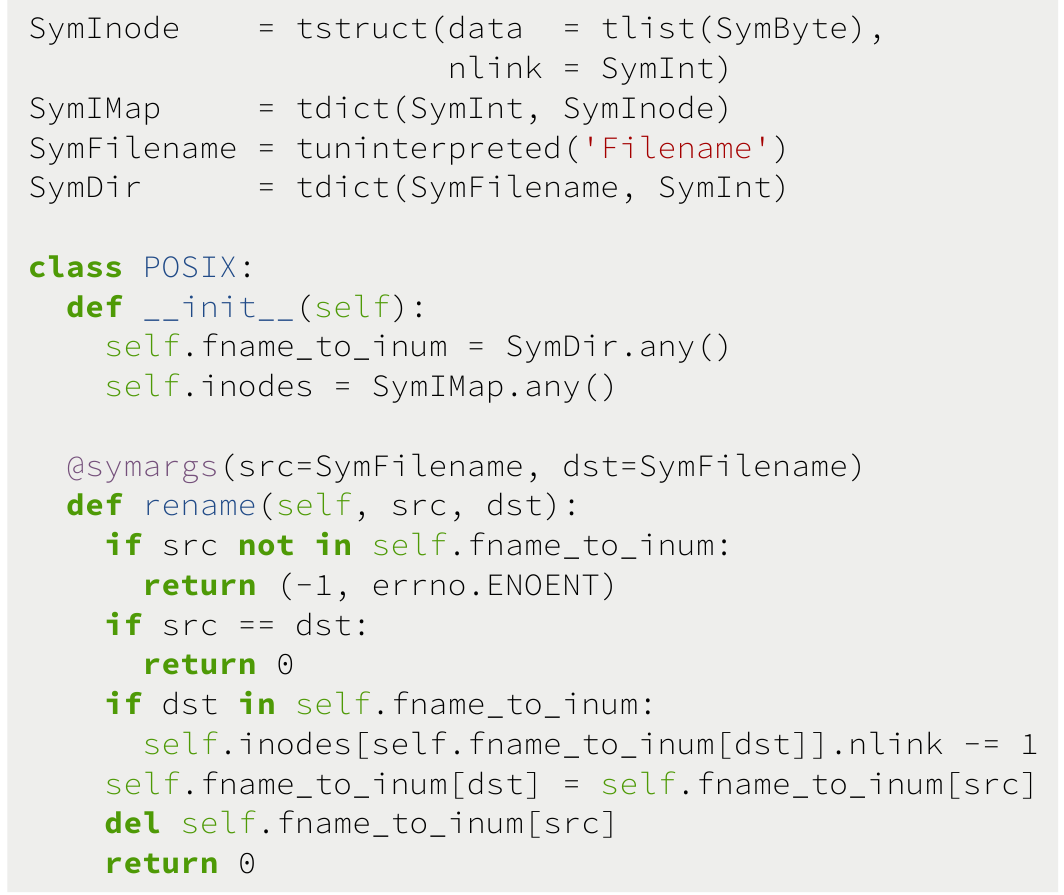 SymInode    = tstruct(data  = tlist(SymByte),
                      nlink = SymInt)
SymIMap     = tdict(SymInt, SymInode)
SymFilename = tuninterpreted('Filename')
SymDir      = tdict(SymFilename, SymInt)

class POSIX:
  def __init__(self):
    self.fname_to_inum = SymDir.any()
    self.inodes = SymIMap.any()

  @symargs(src=SymFilename, dst=SymFilename)
  def rename(self, src, dst):
    if src not in self.fname_to_inum:
      return (-1, errno.ENOENT)
    if src == dst:
      return 0
    if dst in self.fname_to_inum:
      self.inodes[self.fname_to_inum[dst]].nlink -= 1
    self.fname_to_inum[dst] = self.fname_to_inum[src]
    del self.fname_to_inum[src]
    return 0